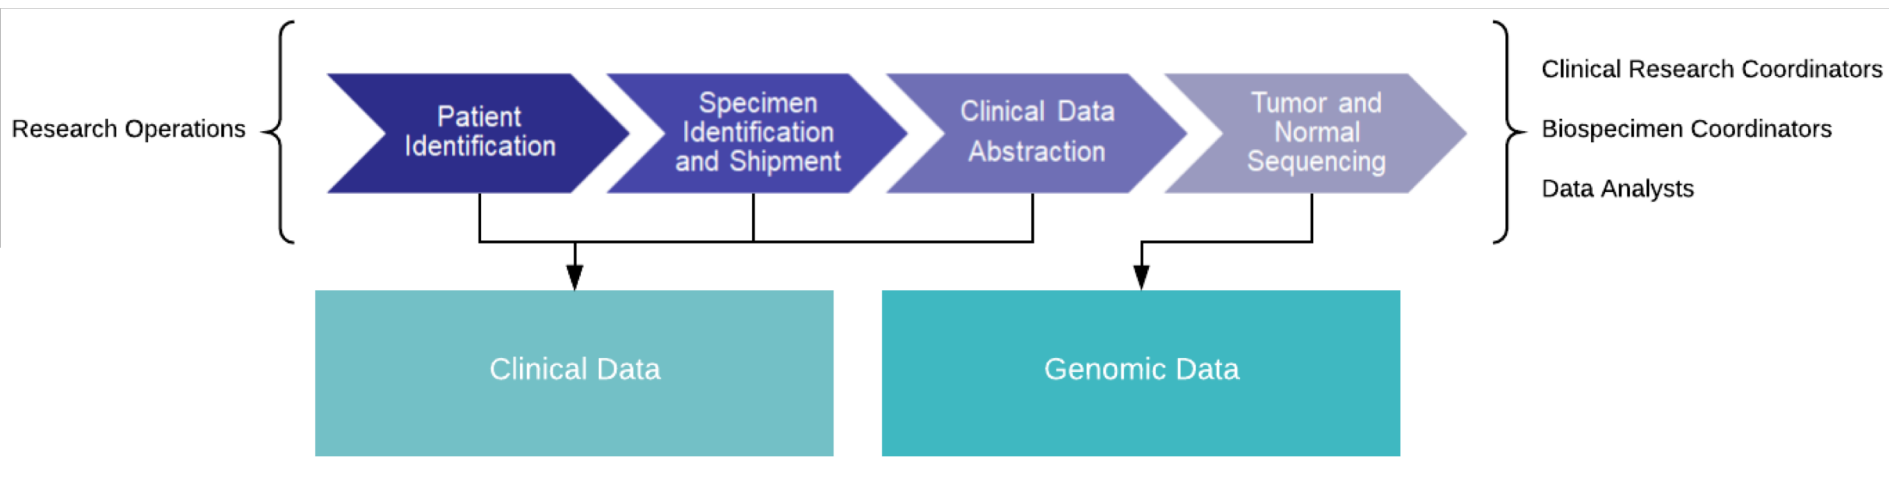 Research Operations
Patient
Identification
Specimen
Identification
and Shipment
Clinical Data
Abstraction
Tumor and
Normal
Sequencing
Clinical Research Coordinators
Biospecimen Coordinators
Data Analysts
Clinical Data
Genomic Data